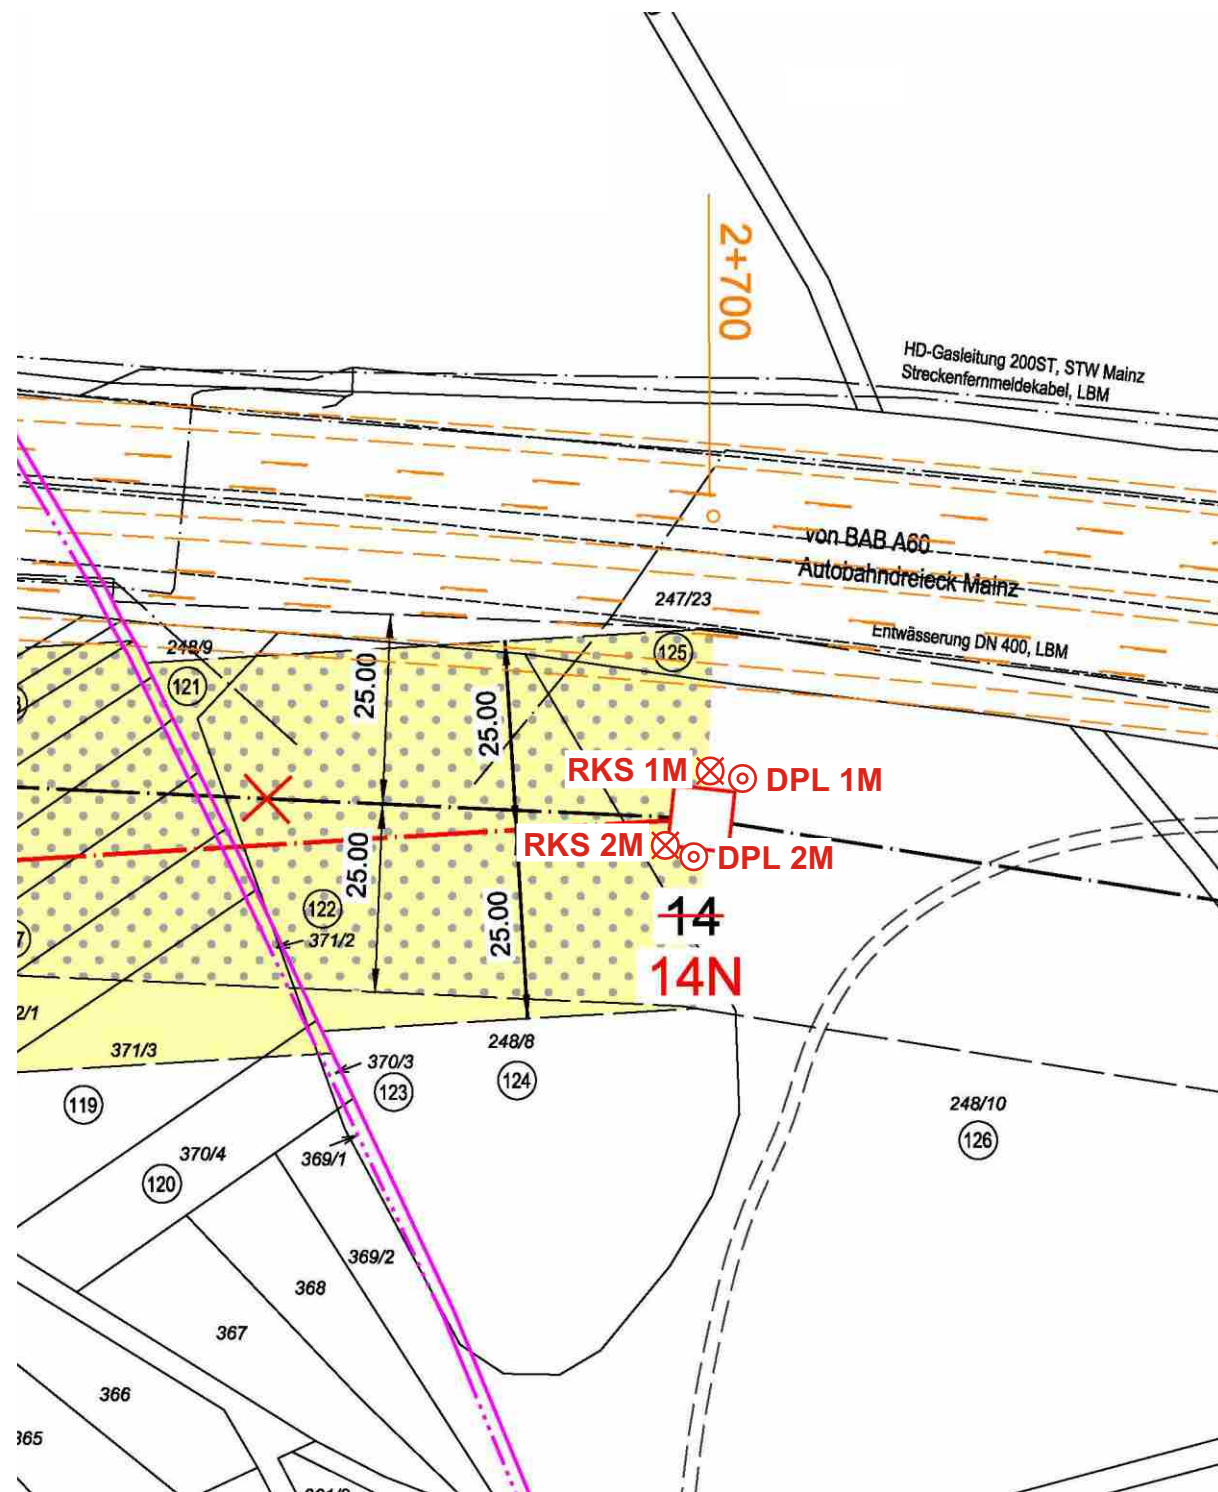 2+700
HD-Gasleitung 200ST, STW Mainz
Streckenfernmeldekabel, LBM
von BAB A60
Autobahndreieck Mainz
247/23
Entwässerung DN 400, LBM
248/9
125
121
25.00
25.00
RKS 1M
DPL 1M
RKS 2M
DPL 2M
25.00
25.00
122
14
371/2
14N
2/1
371/3
248/8
370/3
124
123
119
248/10
126
370/4
369/1
120
369/2
368
367
366
365